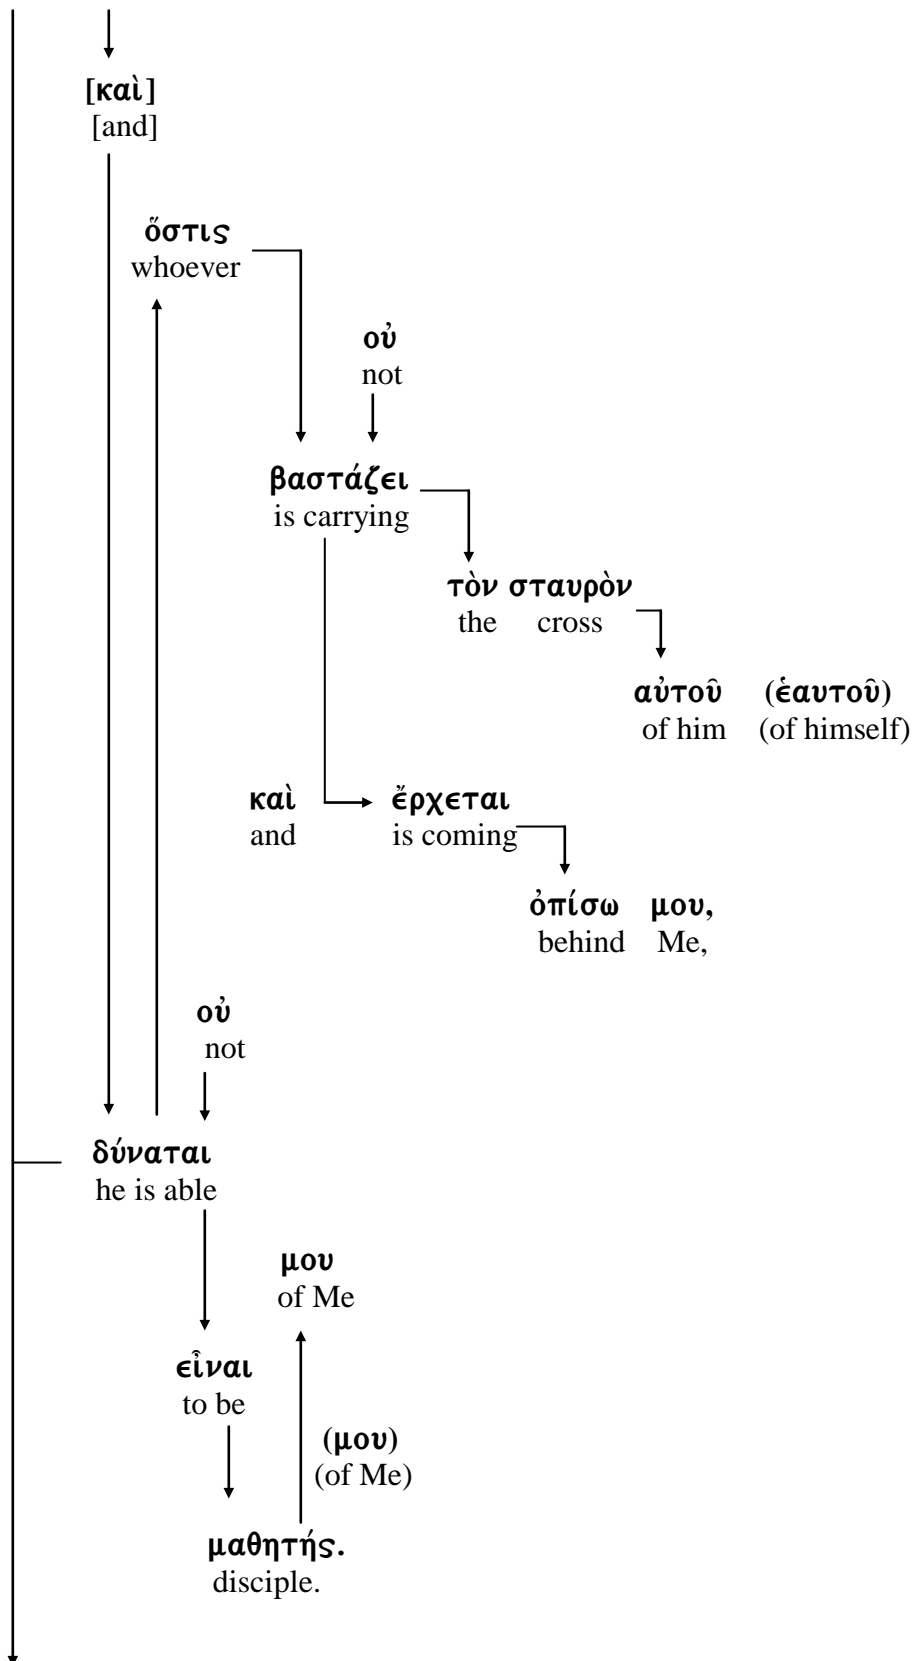 [καὶ]
[and]
ὅστις
whoever
οὐ
not
βαστάζει
is carrying
τὸν σταυρὸν
the cross
αὐτοῦ (ἑαυτοῦ)
of him (of himself)
καὶ ἔρχεται
and is coming
ὀπίσω μου,
behind Me,
οὐ
not
δύναται
he is able
μου
of Me
εἶναι
to be
(μου)
(of Me)
μαθητής.
disciple.